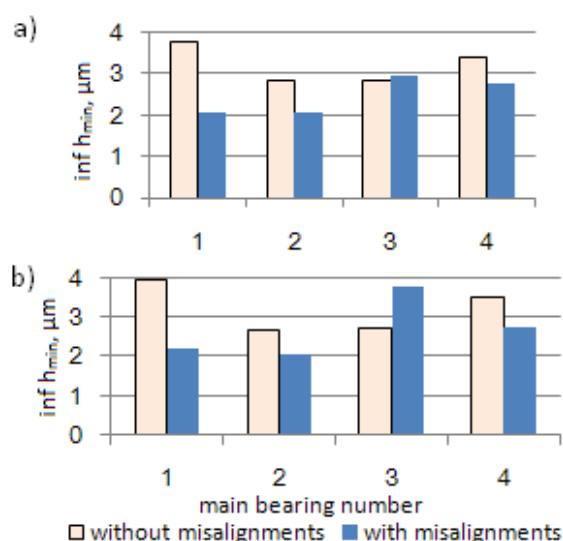 a)
inf hmin, µm
4
3
2
1
0
1 2 3 4
b)
inf hmin, µm
4
3
2
1
0
1 2 3 4
main bearing number
without misalignments with misalignments